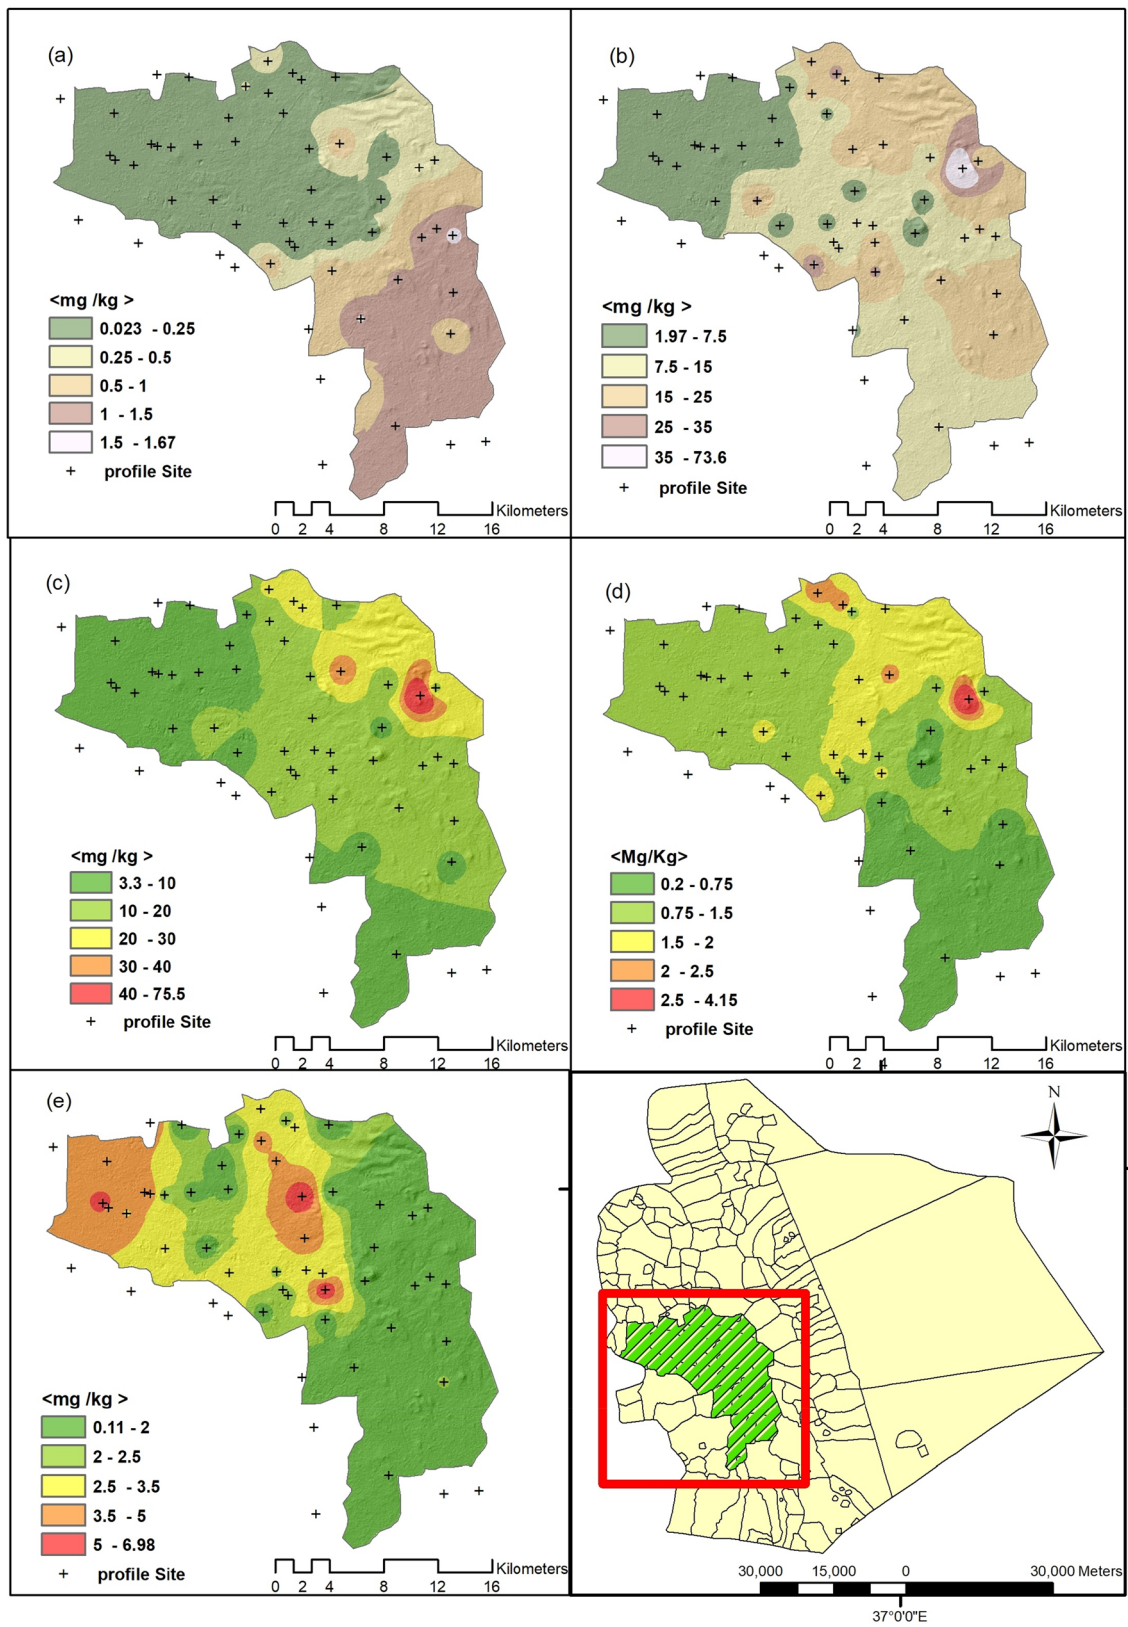 (a)
<mg /kg >
0.023 - 0.25
0.25 - 0.5
0.5 - 1
1 - 1.5
1.5 - 1.67
profile Site
Kilometers
0 2 4 8 12 16
(b)
<mg /kg >
1.97 - 7.5
7.5 - 15
15 - 25
25 - 35
35 - 73.6
profile Site
Kilometers
0 2 4 8 12 16
(c)
<mg /kg >
3.3 - 10
10 - 20
20 - 30
30 - 40
40 - 75.5
profile Site
Kilometers
0 2 4 8 12 16
(d)
<Mg/Kg>
0.2 - 0.75
0.75 - 1.5
1.5 - 2
2 - 2.5
2.5 - 4.15
profile Site
Kilometers
0 2 4 8 12 16
(e)
<mg /kg >
0.11 - 2
2 - 2.5
2.5 - 3.5
3.5 - 5
5 - 6.98
profile Site
Kilometers
0 2 4 8 12 16
N
30,000 15,000 0 30,000 Meters
37°0'0"E